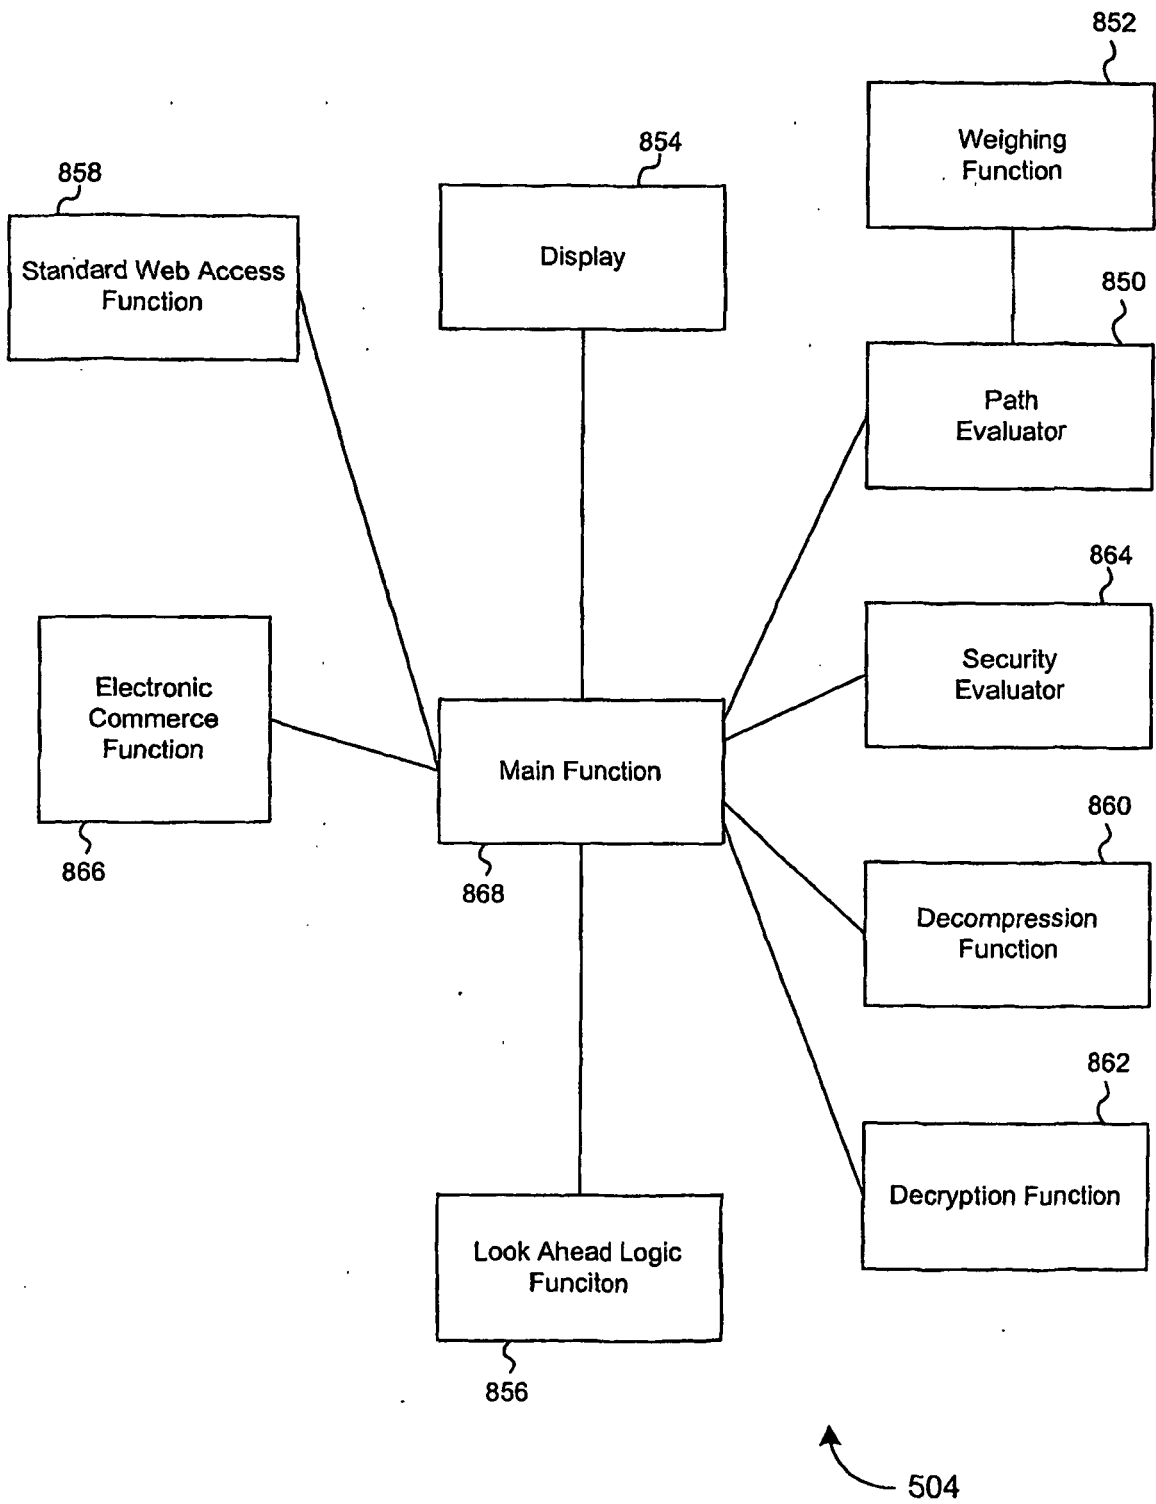 852
Weighing
Function
854
858
Display
Standard Web Access
Function
850
Path
Evaluator
864
Security
Evaluator
Electronic
Commerce
Function
Main Function
860
866
868
Decompression
Function
862
Decryption Function
Look Ahead Logic
Funciton
856
504